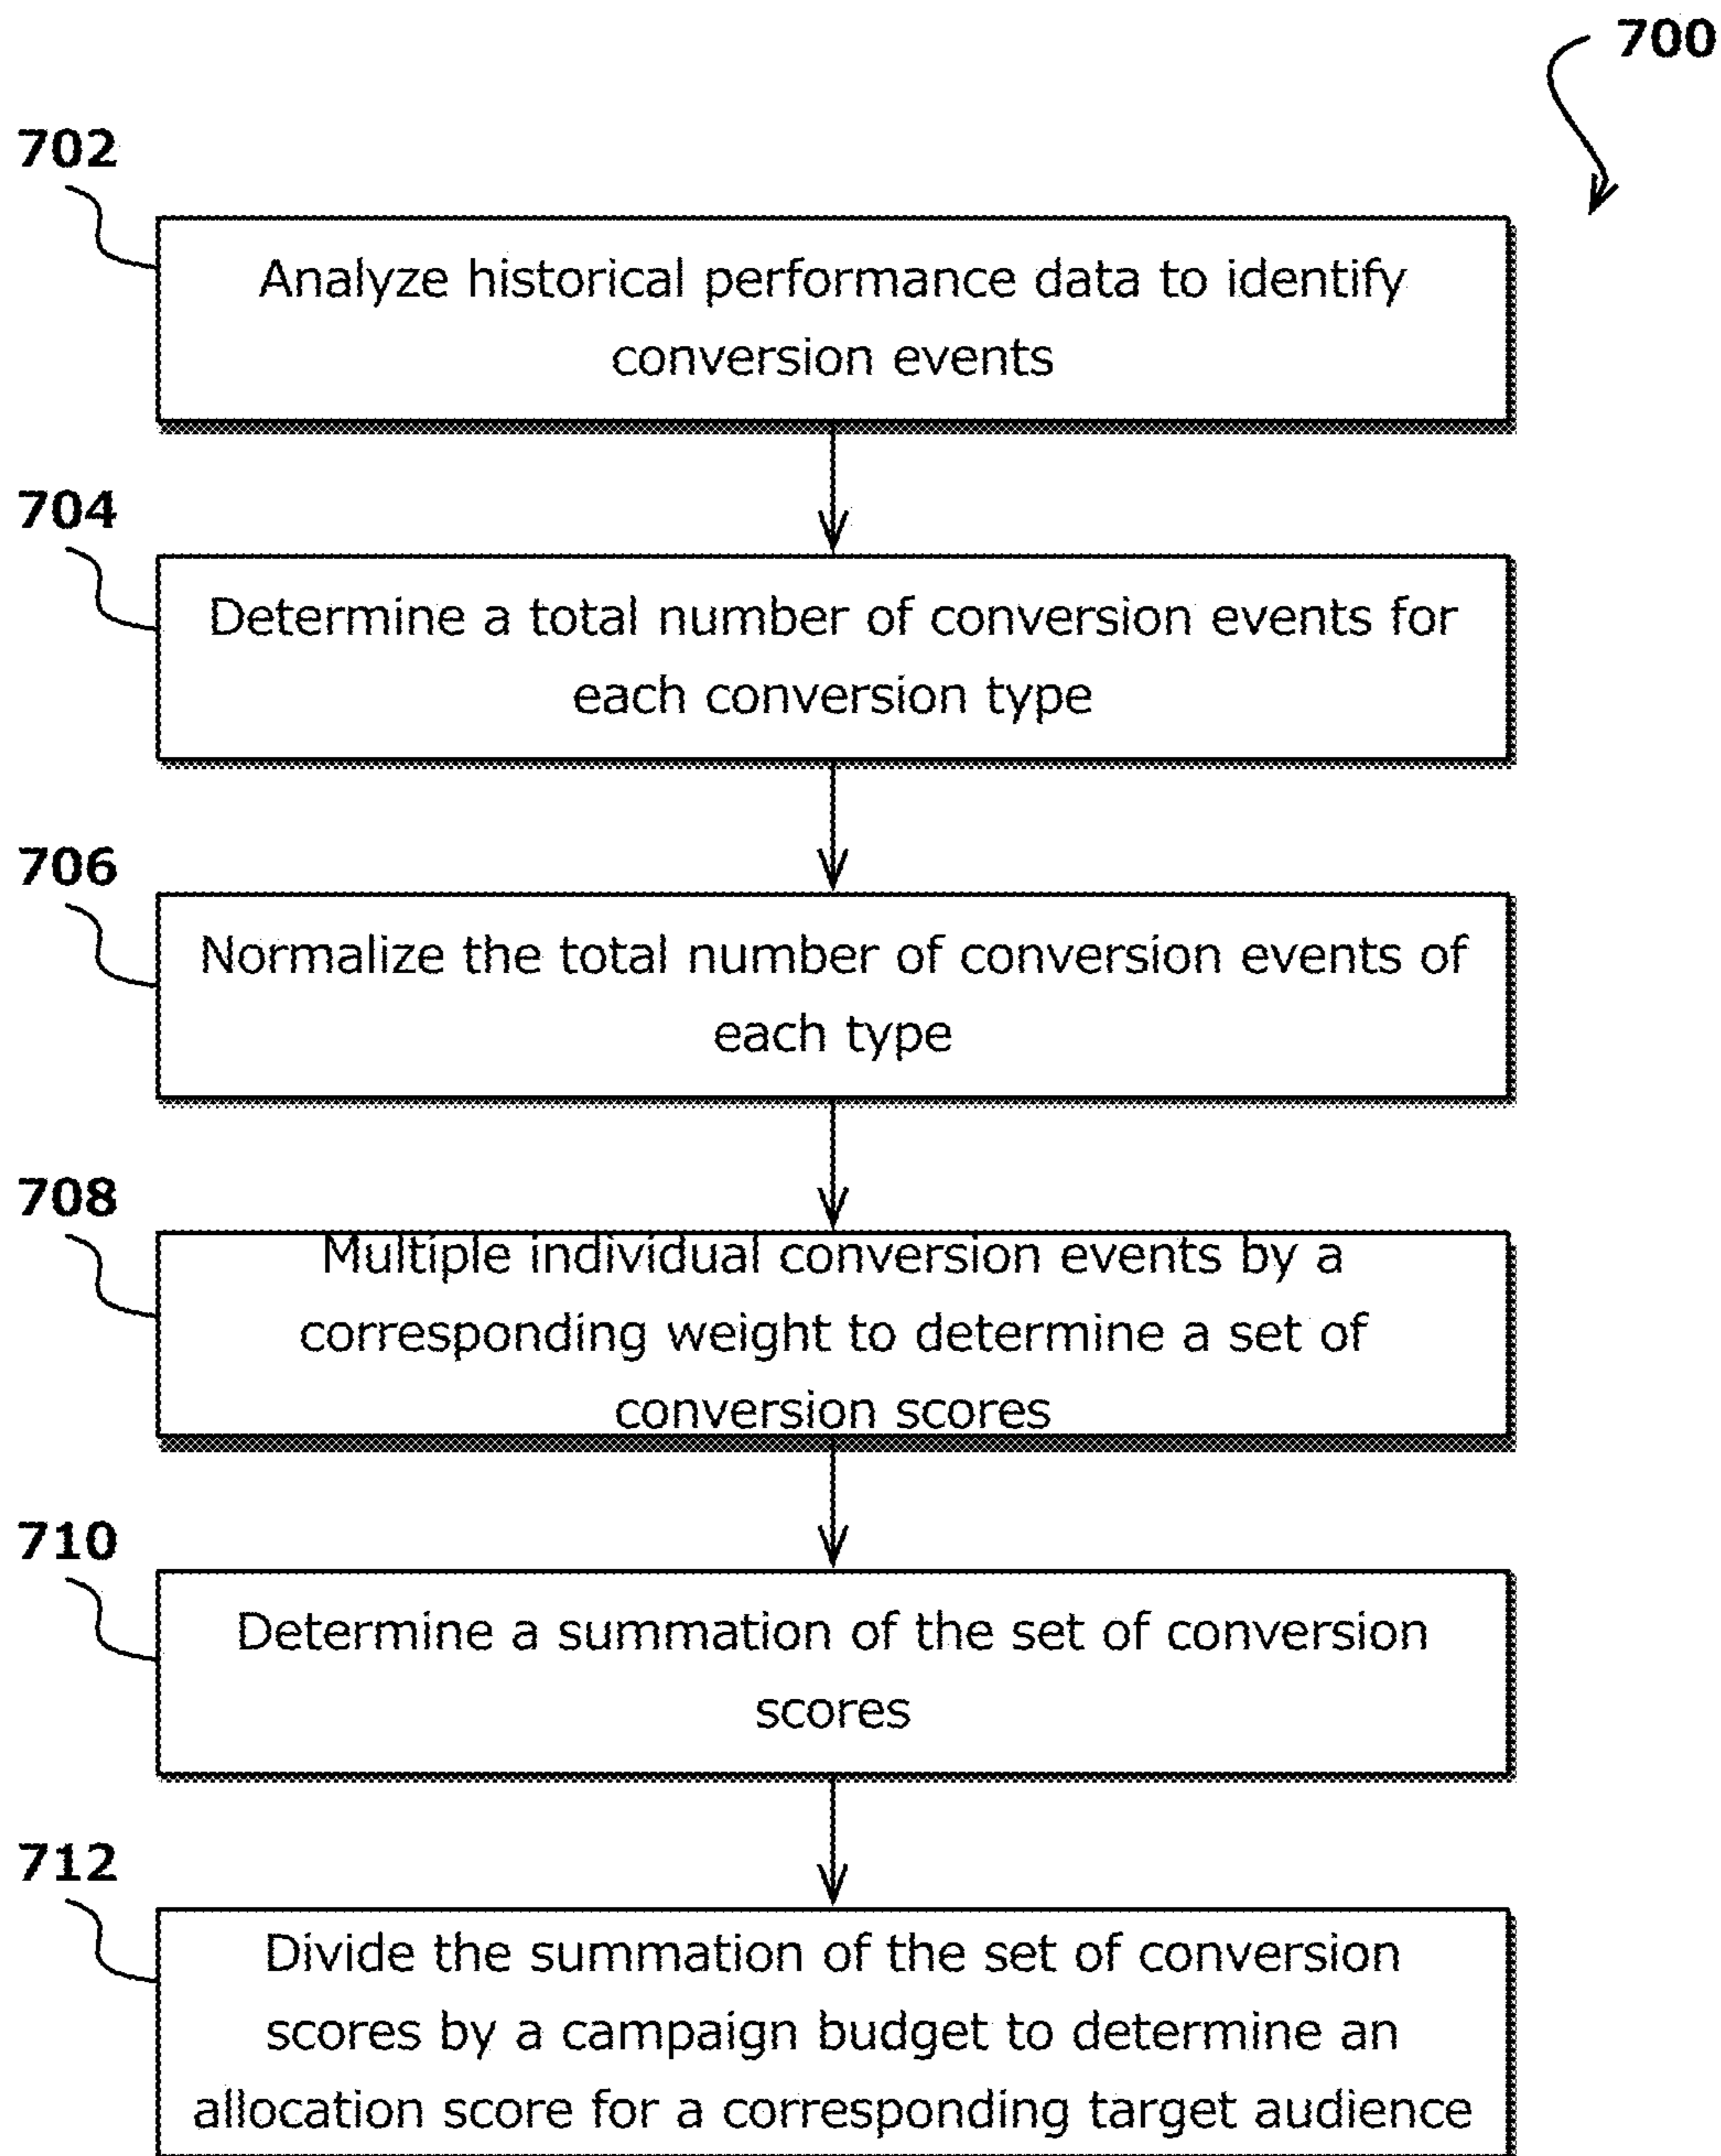 700
702
Analyze historical performance data to identify
conversion events
704
Determine a total number of conversion events for
each conversion type
706
Normalize the total number of conversion events of
each type
708
Multiple individual conversion events by a
corresponding weight to determine a set of
conversion scores
710
Determine a summation of the set of conversion
scores
712
Divide the summation of the set of conversion
scores by a campaign budget to determine an
allocation score for a corresponding target audience